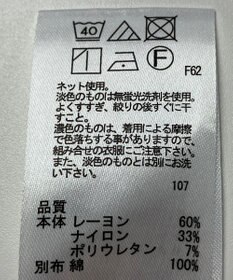 40
F
F62
ネット使用。
淡色のものは無蛍光洗剤を使用。
よくすすぎ、絞りの後すぐに干
すこと。
濃色のものは、着用による摩擦
で色落ちする事がありますので、
組み合せの衣服にご注意下さい。
また、淡色のものとは別にお洗
い下さい。
107
品質
本体 レーヨン 60%
ナイロン 33%
ポリウレタン 7%
別布 綿 100%